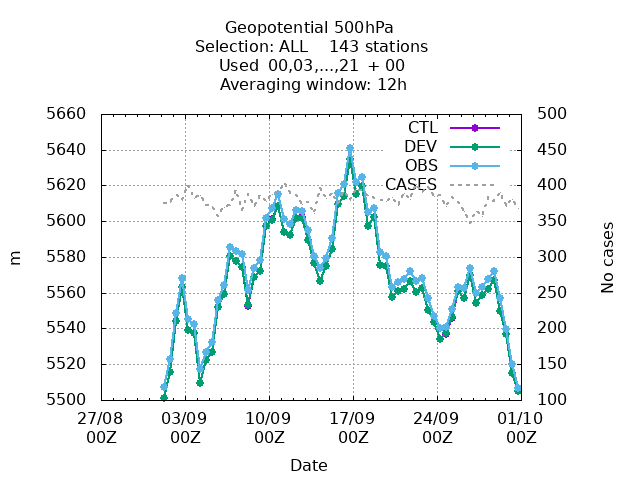 Geopotential 500hPa
Selection: ALL 143 stations
Used 00,03,...,21 + 00
Averaging window: 12h
5660
5640
5620
5600
5580
5560
5540
5520
5500
500
450
400
350
300
250
200
150
100
CTL
DEV
OBS
CASES
m
No cases
27/08 03/09 10/09 17/09 24/09 01/10
00Z 00Z 00Z 00Z 00Z 00Z
Date